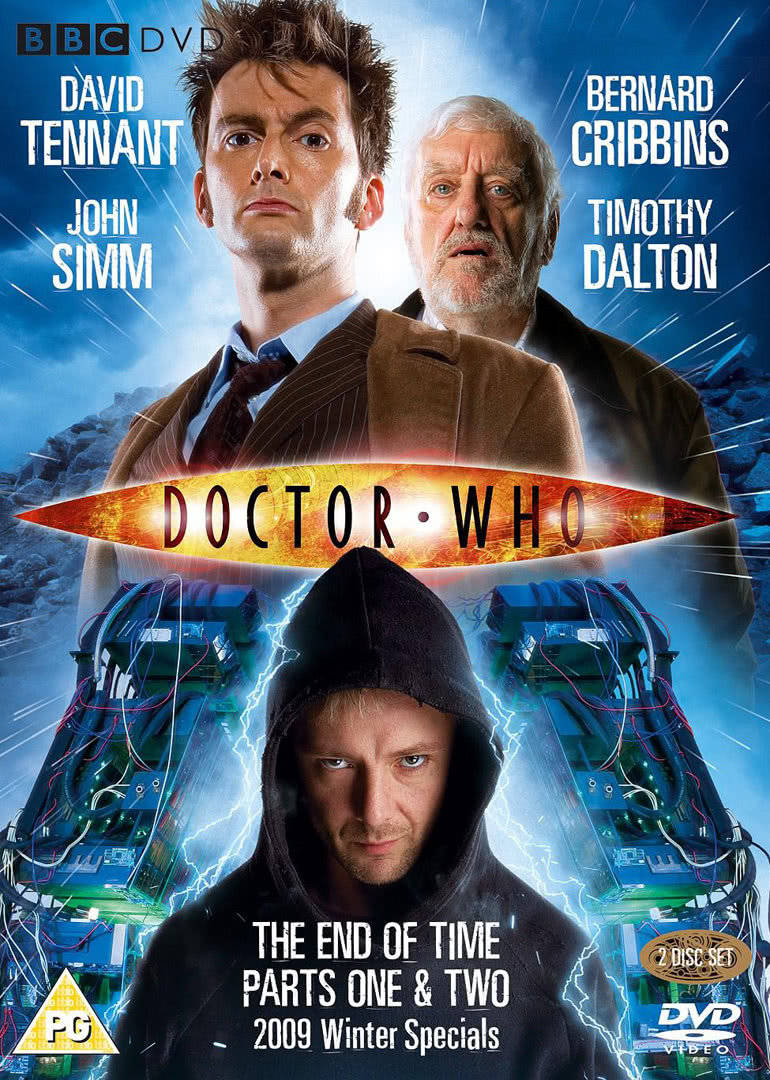 BBC DVD
DAVID
TENNANT
BERNARD
CRIBBINS
JOHN
SIMM
TIMOTHY
DALTON
DOCTOR · WHO
THE END OF TIME
PARTS ONE & TWO
2009 Winter Specials
2 DISC SET
PG
DVD
VIDEO